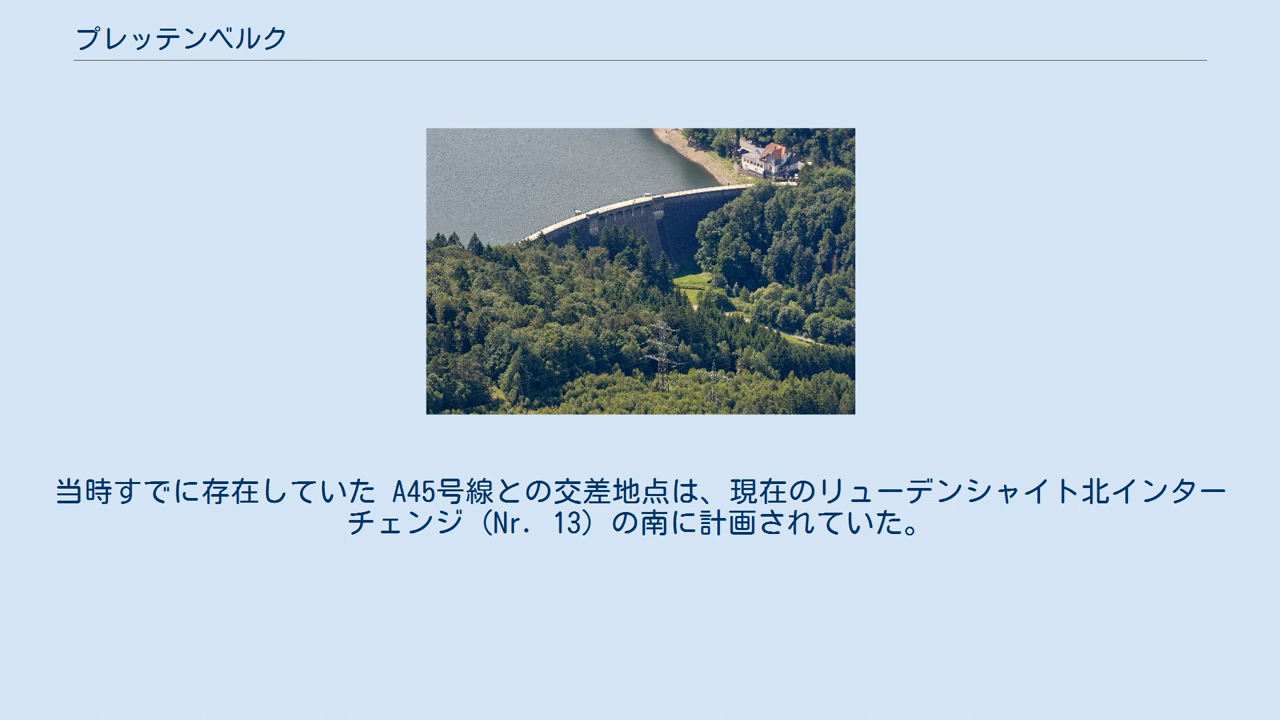 プレッテンベルク
当時すでに存在していた A45号線との交差地点は、現在のリューデンシャイト北インター
チェンジ (Nr. 13) の南に計画されていた。